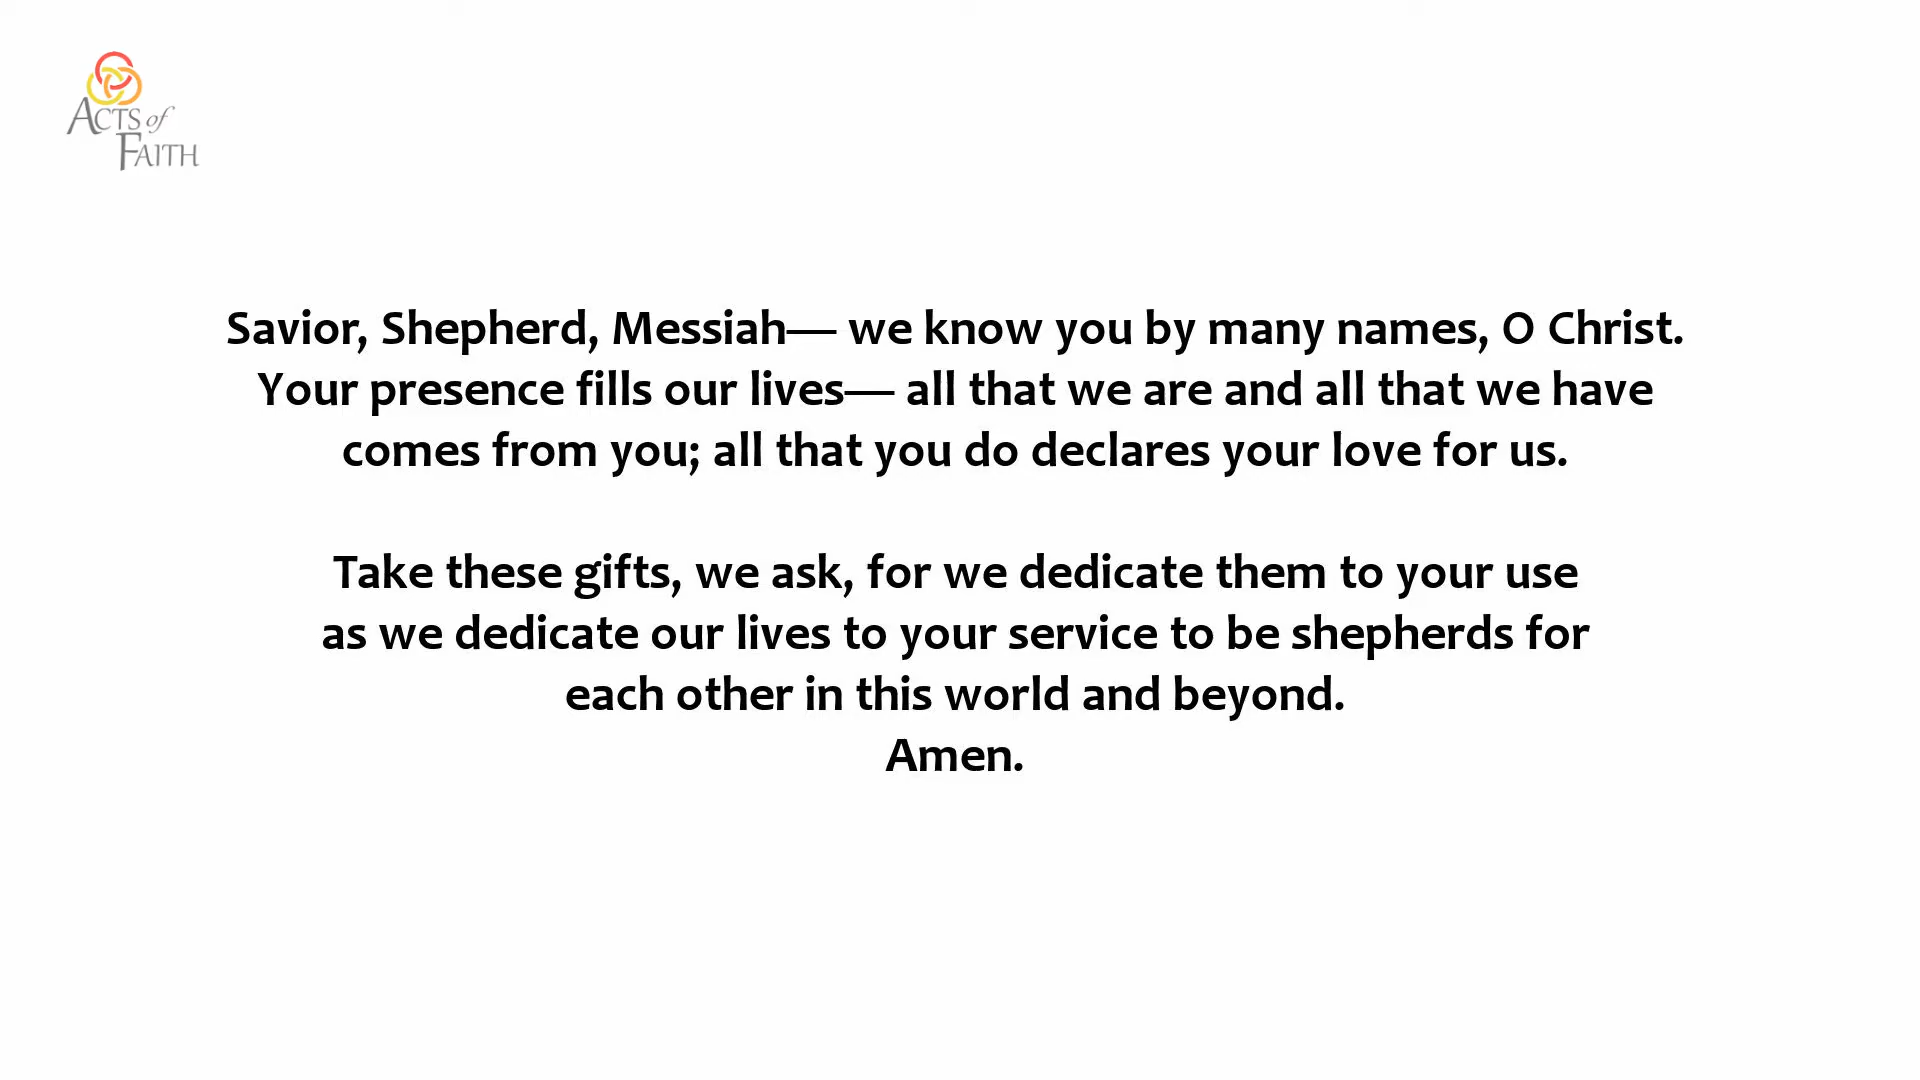 Acts of
Faith
Savior, Shepherd, Messiah— we know you by many names, O Christ.
Your presence fills our lives— all that we are and all that we have
comes from you; all that you do declares your love for us.
Take these gifts, we ask, for we dedicate them to your use
as we dedicate our lives to your service to be shepherds for
each other in this world and beyond.
Amen.